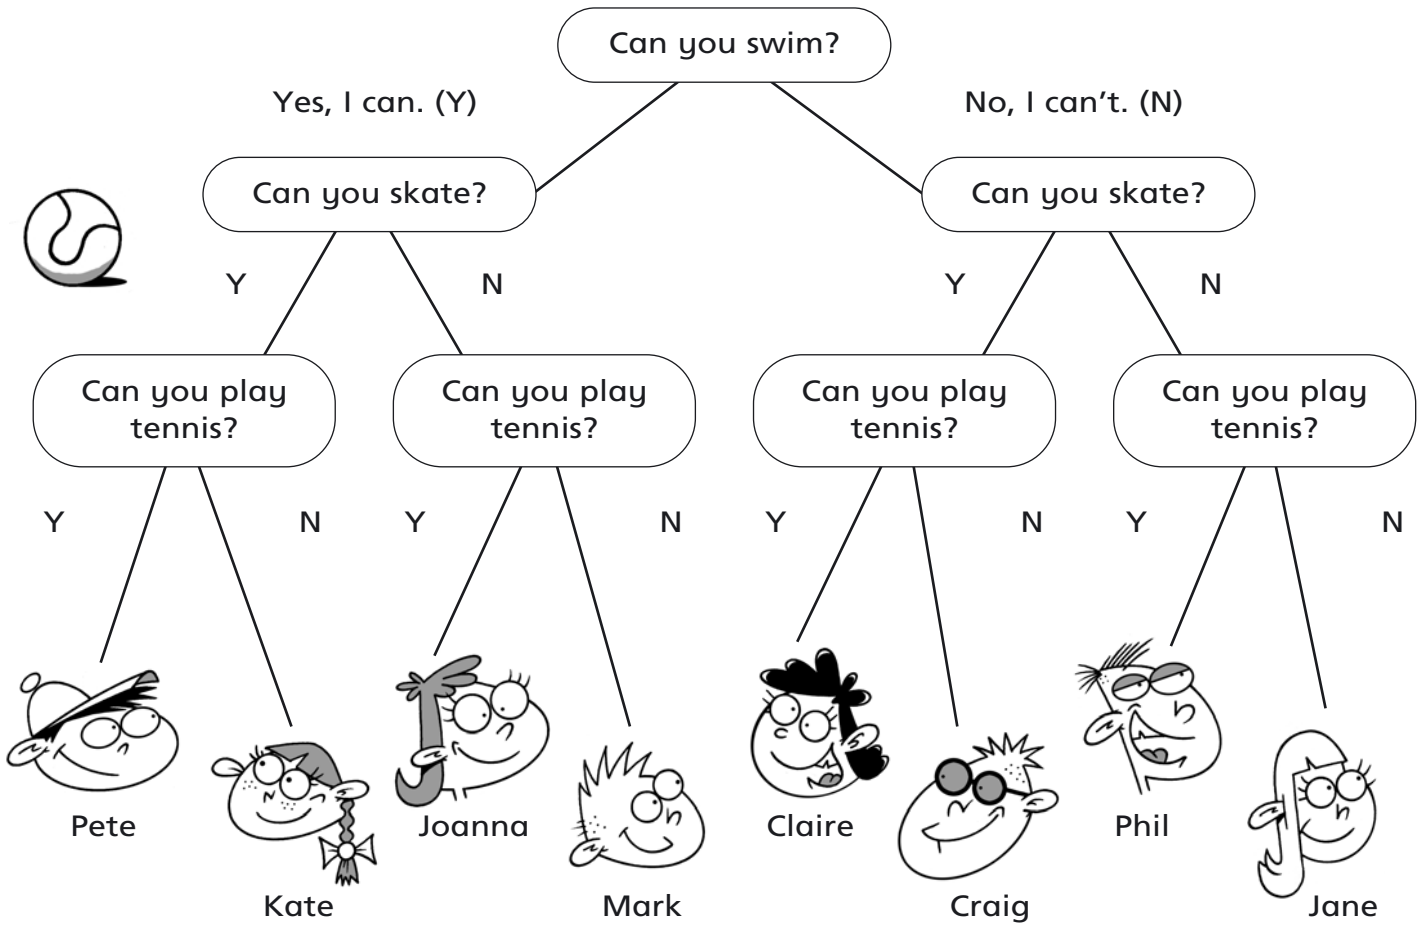 Can you swim?
Yes, I can. (Y)
No, I can't. (N)
Can you skate?
Can you skate?
Y
N
Y
N
Can you play
tennis?
Can you play
tennis?
Can you play
tennis?
Can you play
tennis?
Y
N
Y
N
Y
N
Y
N
Pete
Joanna
Claire
Phil
Kate
Mark
Craig
Jane